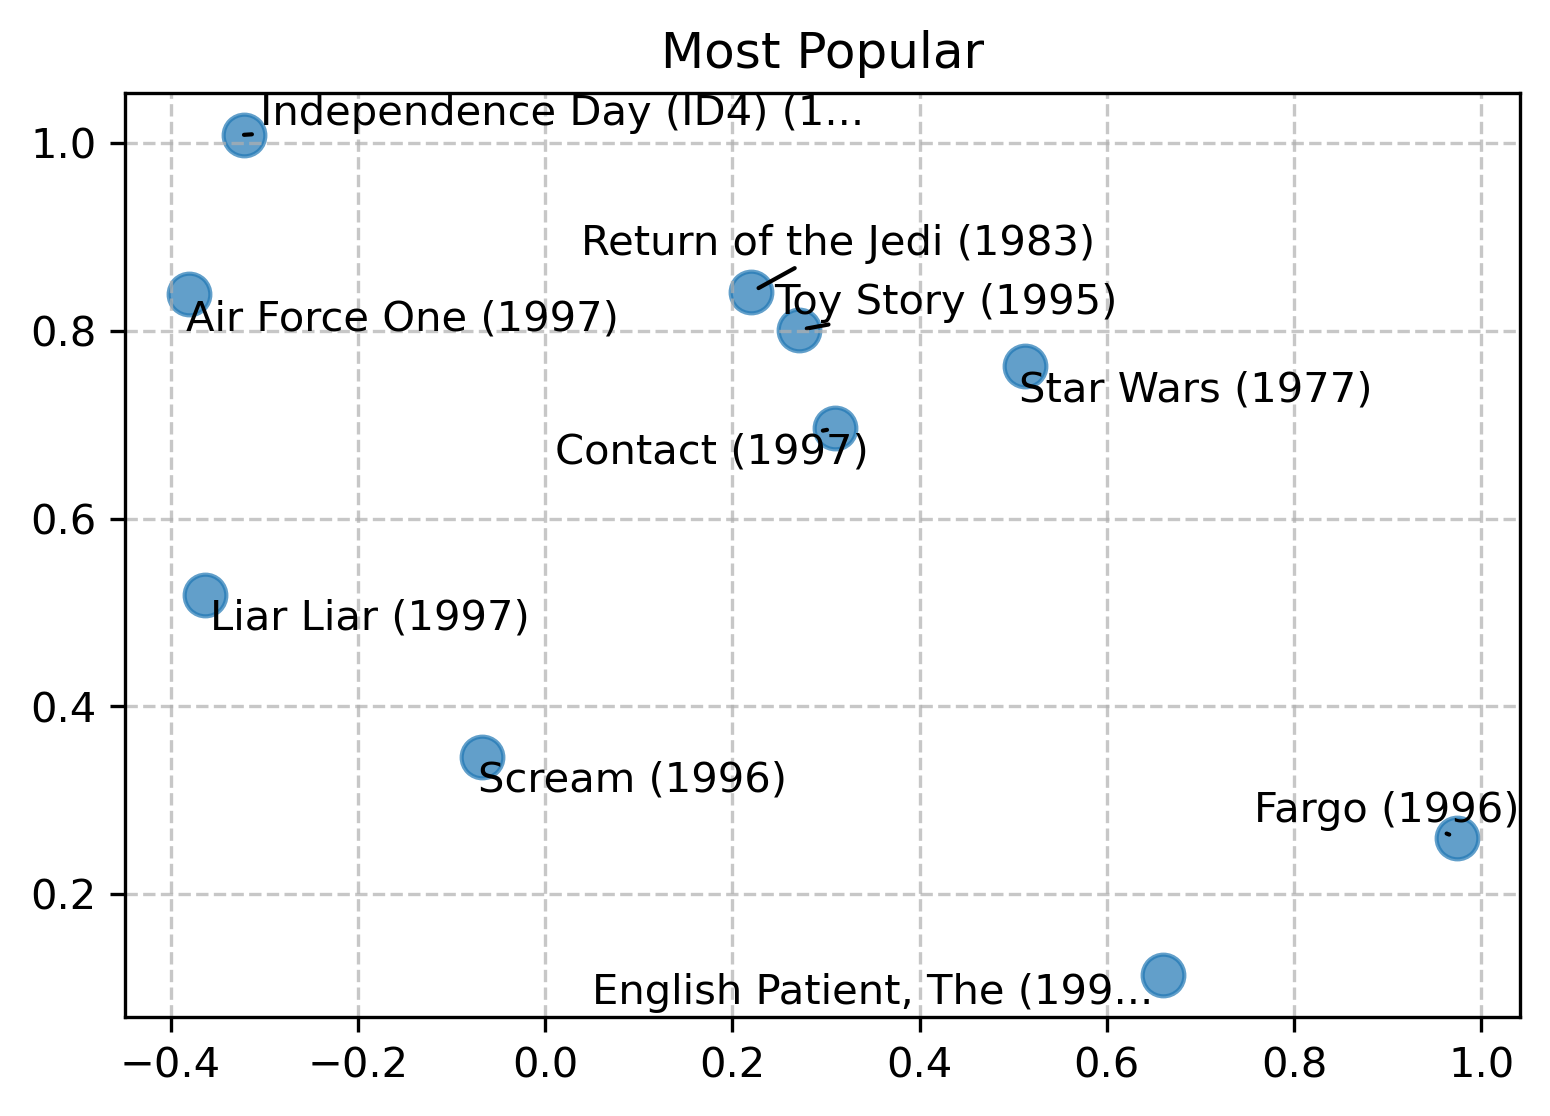 Most Popular
Independence Day (ID4) (1...
1.0
Return of the Jedi (1983)
Toy Story (1995)
Air Force One (1997)
0.8
Star Wars (1977)
Contact (1997)
0.6
Liar Liar (1997)
0.4
Scream (1996)
Fargo (1996)
0.2
English Patient, The (199...
−0.4 −0.2 0.0 0.2 0.4 0.6 0.8 1.0